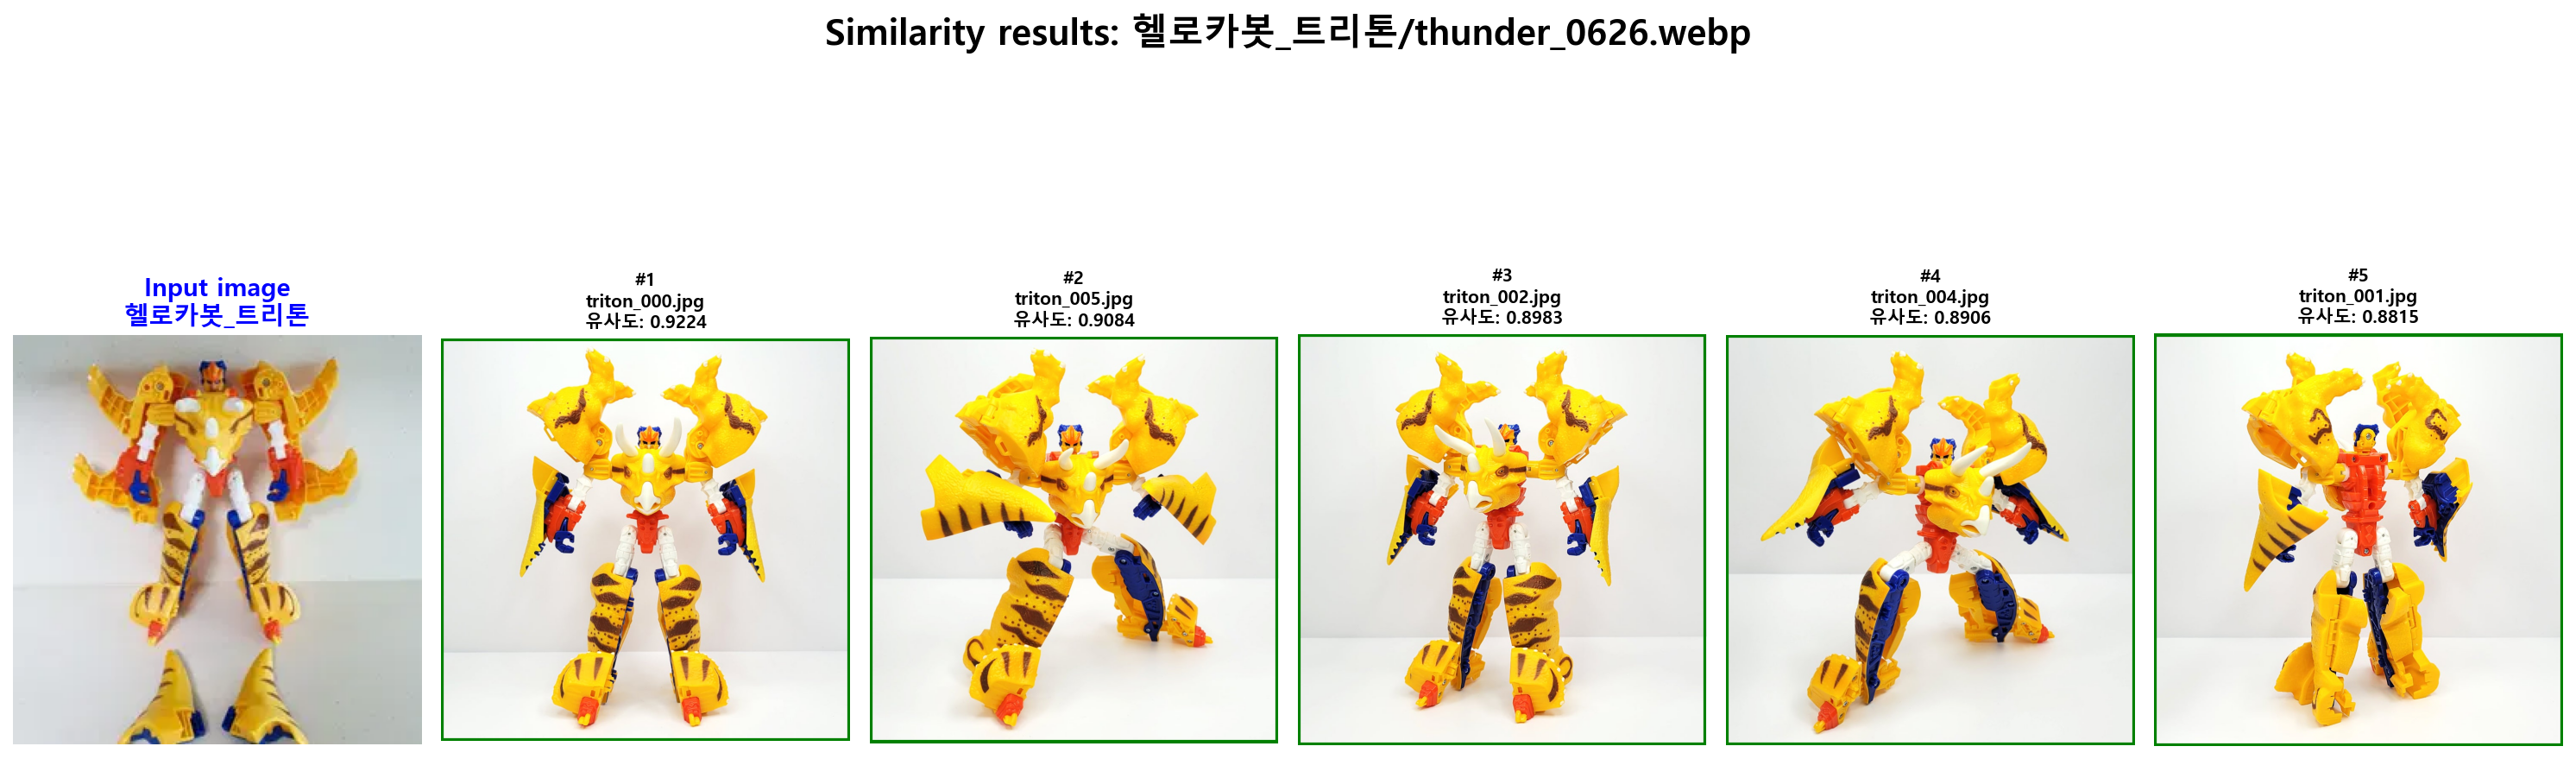 Similarity results: 헬로카봇_트리톤/thunder_0626.webp
Input image
헬로카봇_트리톤
#1
triton_000.jpg
유사도: 0.9224
#2
triton_005.jpg
유사도: 0.9084
#3
triton_002.jpg
유사도: 0.8983
#4
triton_004.jpg
유사도: 0.8906
#5
triton_001.jpg
유사도: 0.8815